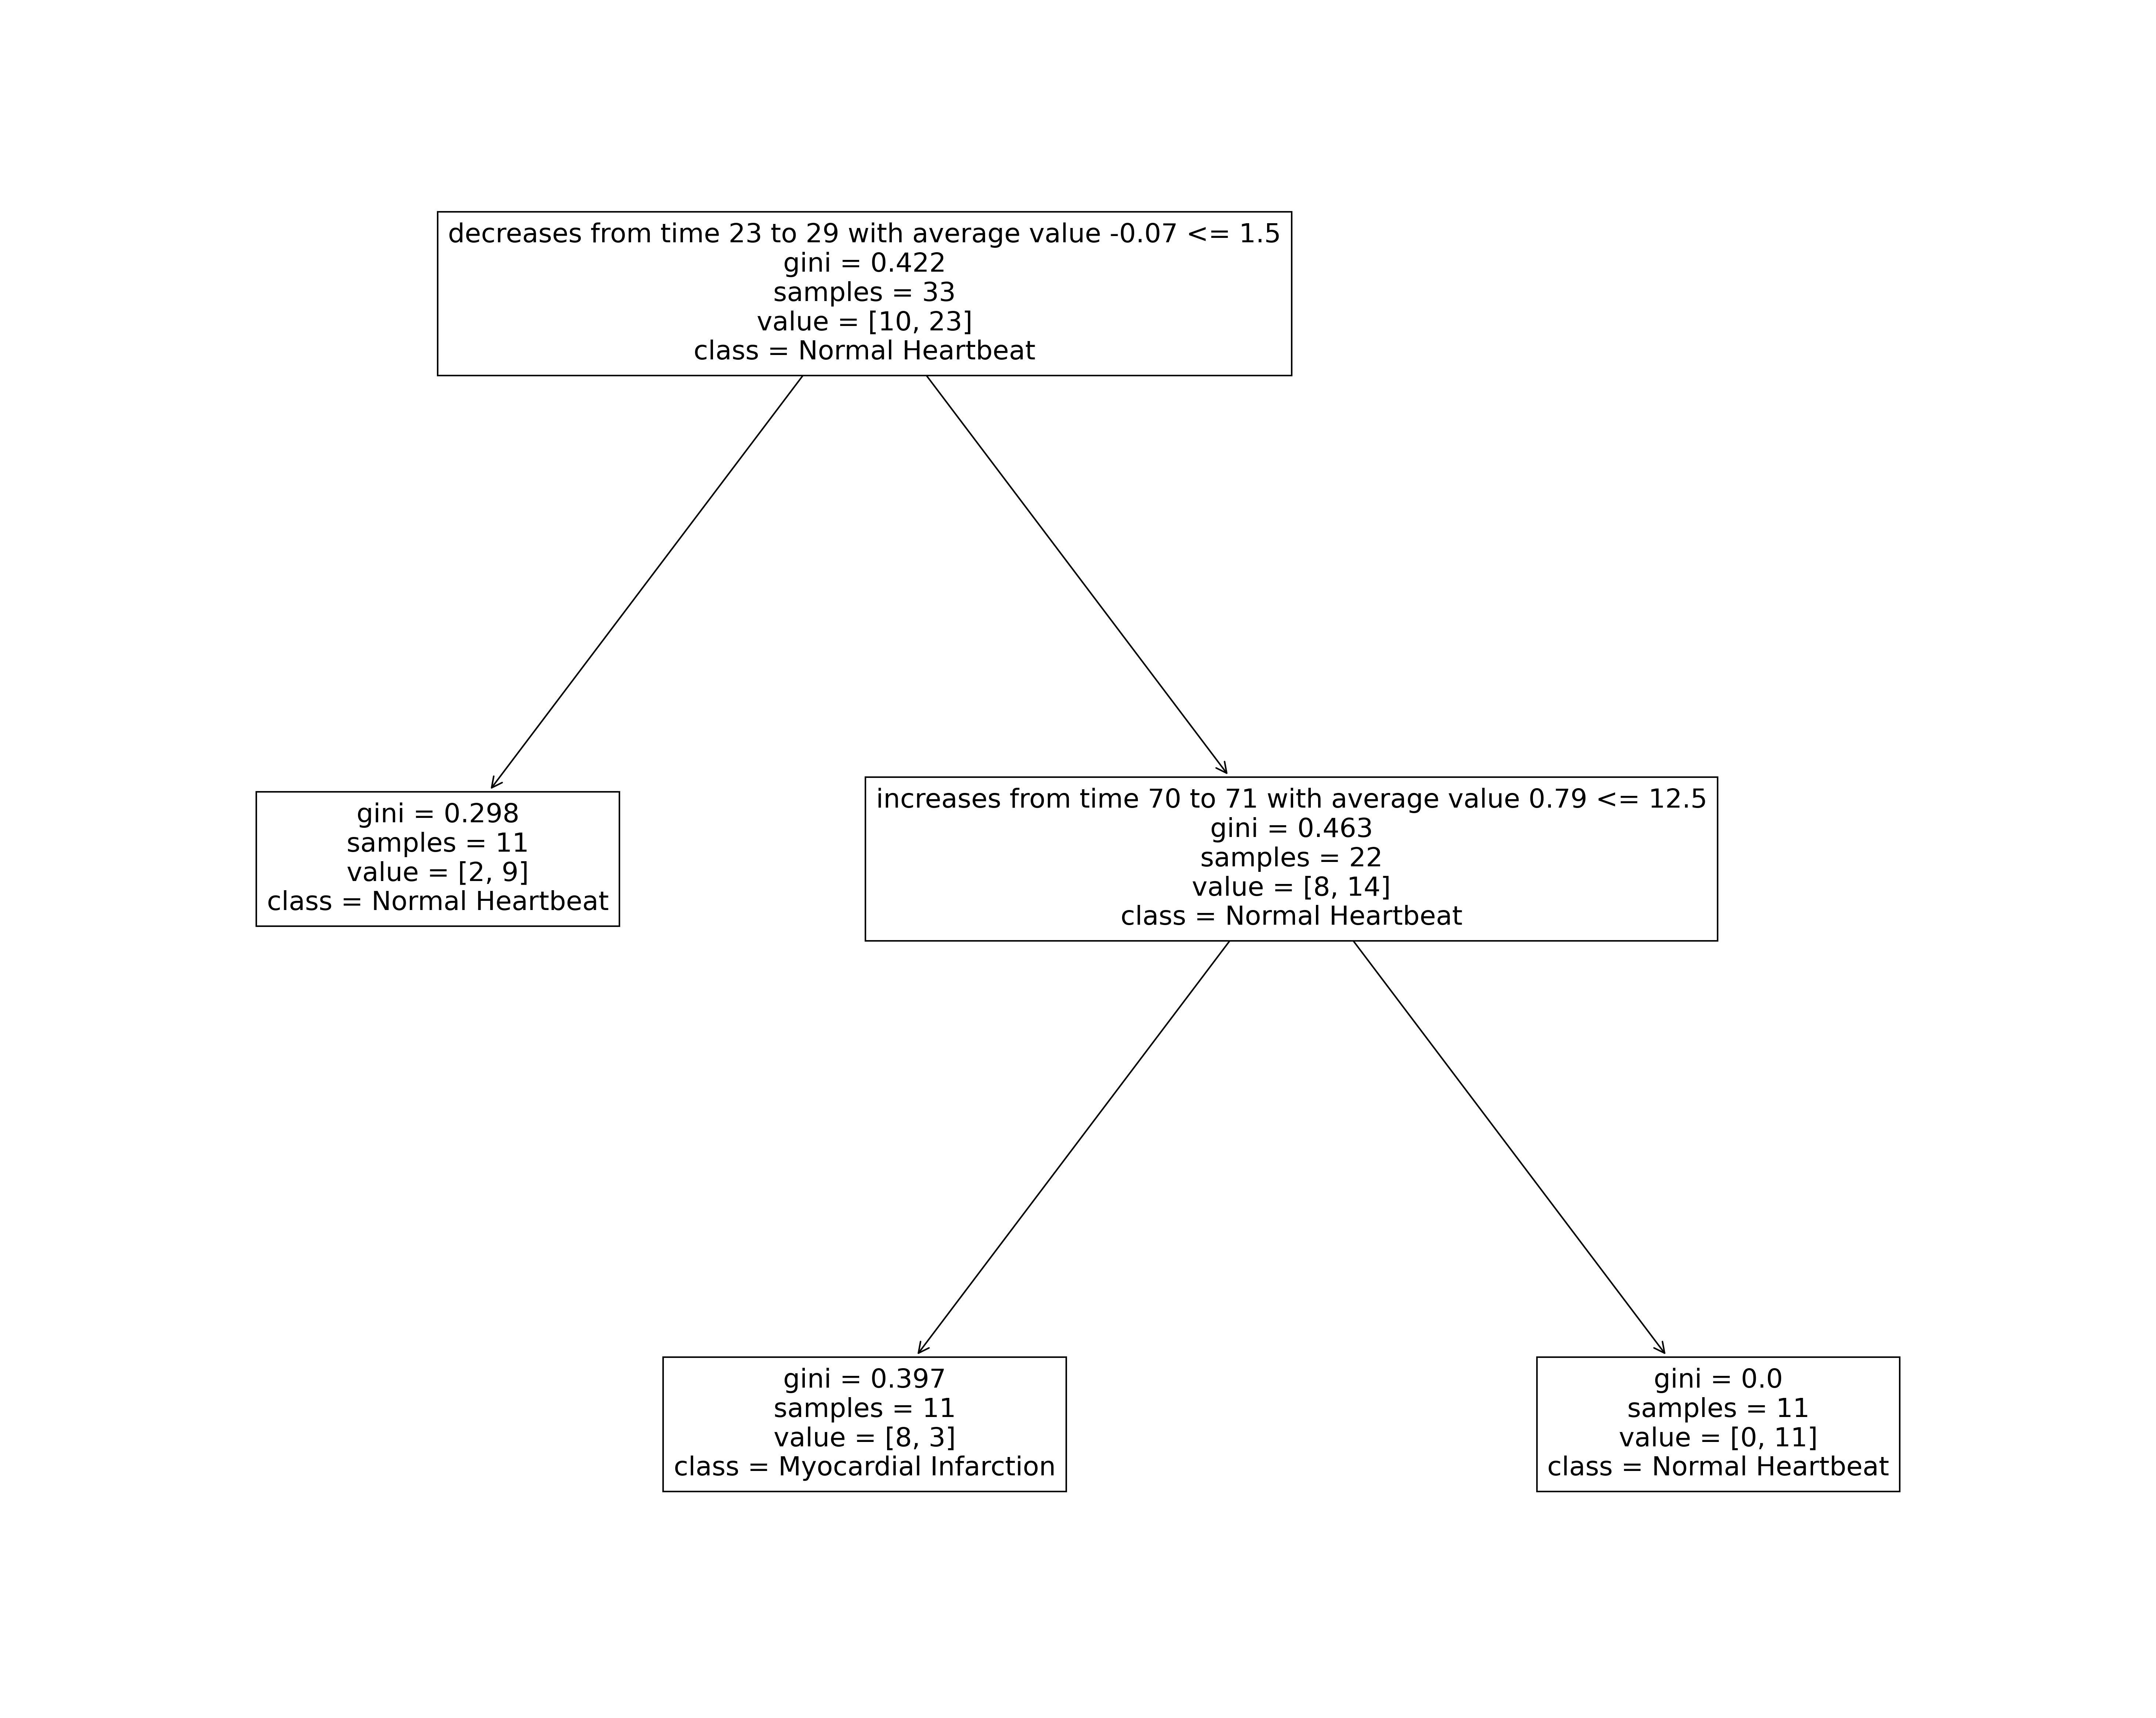 decreases from time 23 to 29 with average value -0.07 <= 1.5
gini = 0.422
samples = 33
value = [10, 23]
class = Normal Heartbeat
gini = 0.298
samples = 11
value = [2, 9]
class = Normal Heartbeat
increases from time 70 to 71 with average value 0.79 <= 12.5
gini = 0.463
samples = 22
value = [8, 14]
class = Normal Heartbeat
gini = 0.397
samples = 11
value = [8, 3]
class = Myocardial Infarction
gini = 0.0
samples = 11
value = [0, 11]
class = Normal Heartbeat